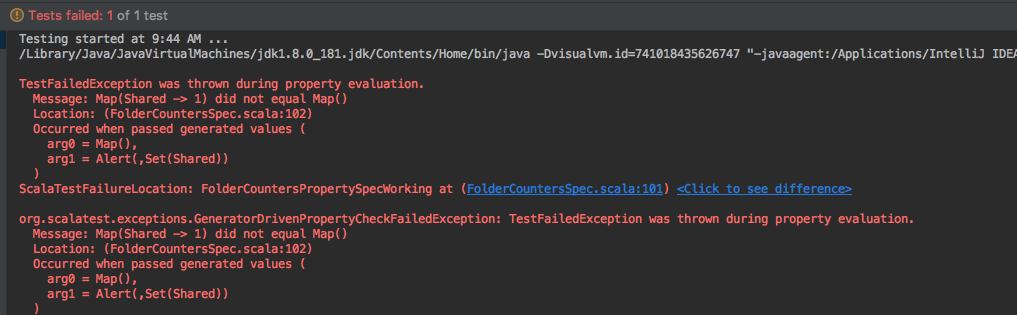 Tests failed: 1 of 1 test
Testing started at 9:44 AM ...
/Library/Java/JavaVirtualMachines/jdk1.8.0_181.jdk/Contents/Home/bin/java -Dvisualvm.id=741018435626747 "-javaagent:/Applications/IntelliJ IDEA
TestFailedException was thrown during property evaluation.
Message: Map(Shared -> 1) did not equal Map()
Location: (FolderCountersSpec.scala:102)
Occurred when passed generated values (
arg0 = Map(),
arg1 = Alert(,Set(Shared))
)
ScalaTestFailureLocation: FolderCountersPropertySpecWorking at (FolderCountersSpec.scala:101) <Click to see difference>
org.scalatest.exceptions.GeneratorDrivenPropertyCheckFailedException: TestFailedException was thrown during property evaluation.
Message: Map(Shared -> 1) did not equal Map()
Location: (FolderCountersSpec.scala:102)
Occurred when passed generated values (
arg0 = Map(),
arg1 = Alert(,Set(Shared))
)